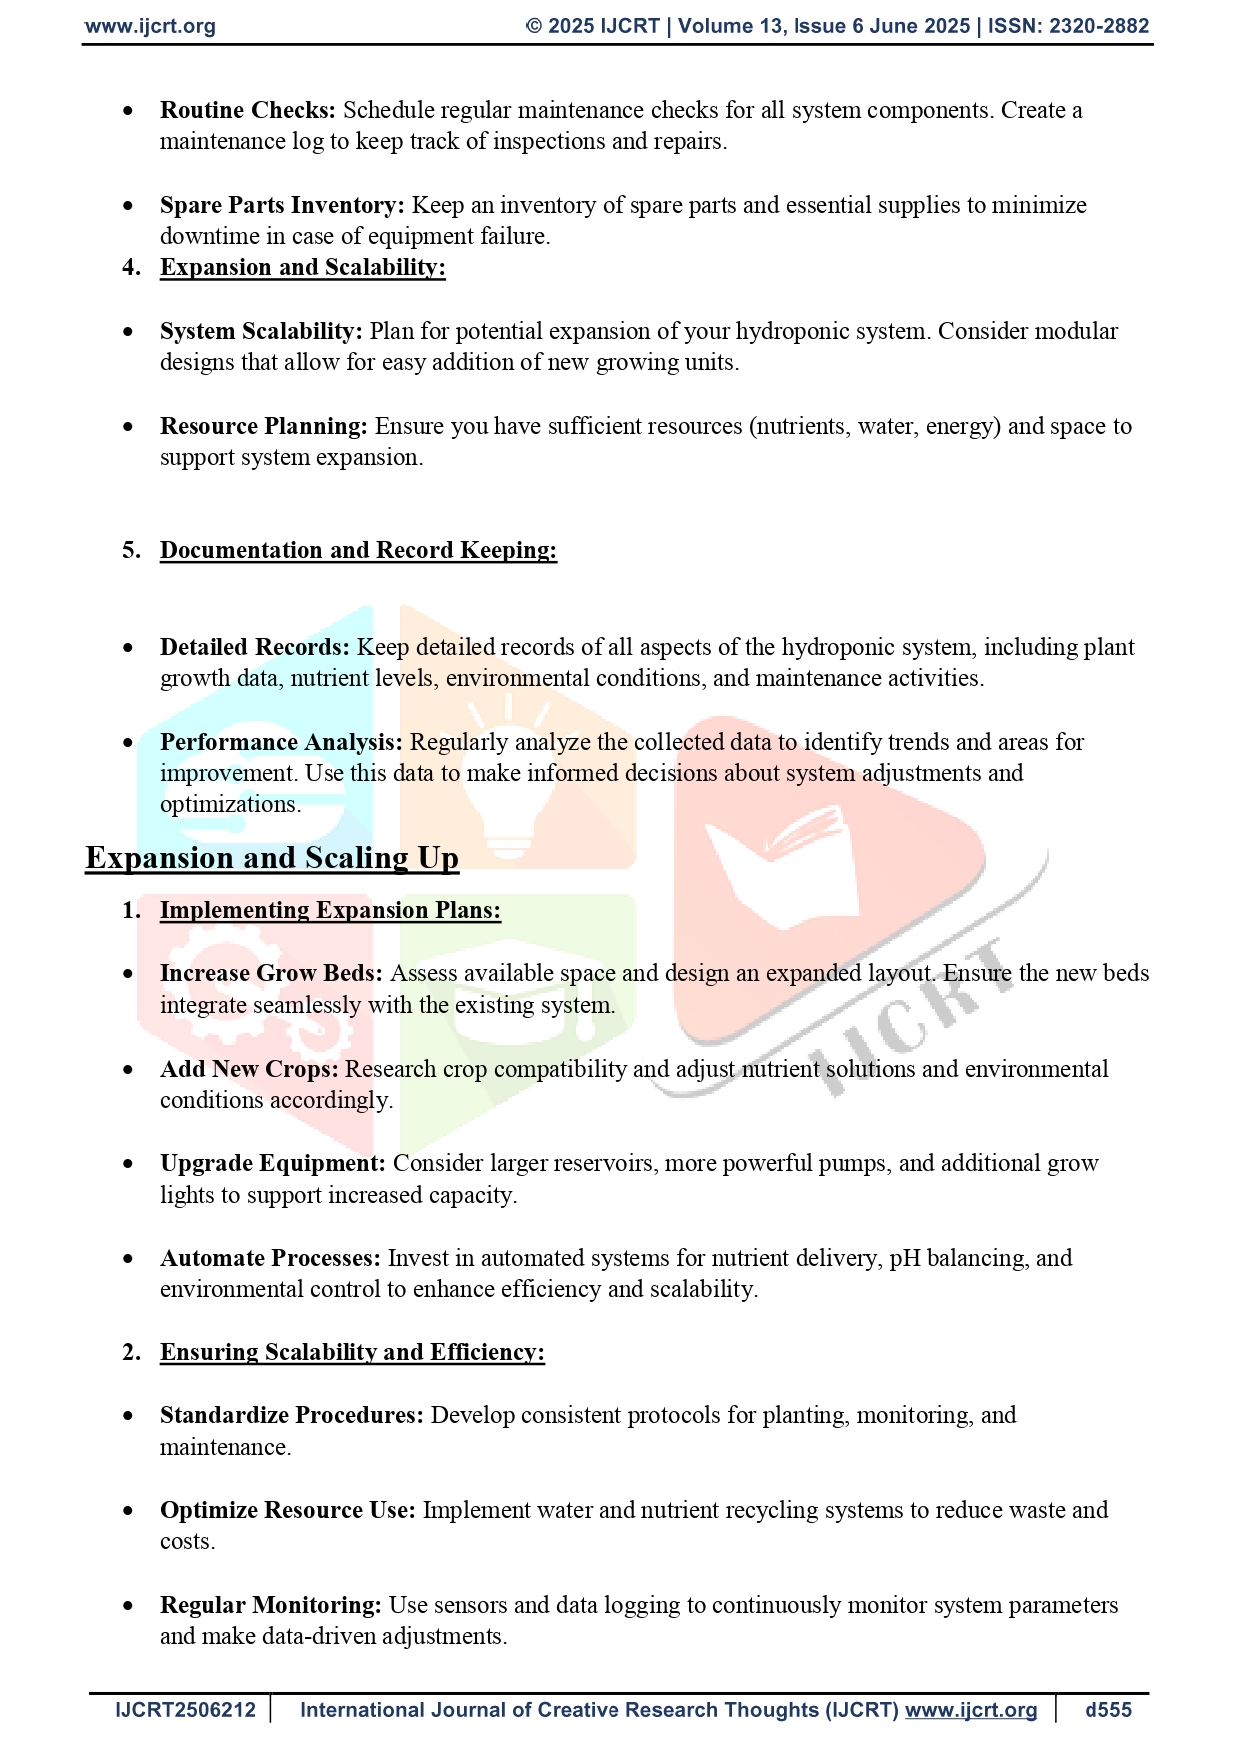 www.ijcrt.org © 2025 IJCRT | Volume 13, Issue 6 June 2025 | ISSN: 2320-2882
• Routine Checks: Schedule regular maintenance checks for all system components. Create a
maintenance log to keep track of inspections and repairs.
• Spare Parts Inventory: Keep an inventory of spare parts and essential supplies to minimize
downtime in case of equipment failure.
4. Expansion and Scalability:
• System Scalability: Plan for potential expansion of your hydroponic system. Consider modular
designs that allow for easy addition of new growing units.
• Resource Planning: Ensure you have sufficient resources (nutrients, water, energy) and space to
support system expansion.
5. Documentation and Record Keeping:
• Detailed Records: Keep detailed records of all aspects of the hydroponic system, including plant
growth data, nutrient levels, environmental conditions, and maintenance activities.
• Performance Analysis: Regularly analyze the collected data to identify trends and areas for
improvement. Use this data to make informed decisions about system adjustments and
optimizations.
Expansion and Scaling Up
1. Implementing Expansion Plans:
• Increase Grow Beds: Assess available space and design an expanded layout. Ensure the new beds
integrate seamlessly with the existing system.
IJCRT
• Add New Crops: Research crop compatibility and adjust nutrient solutions and environmental
conditions accordingly.
• Upgrade Equipment: Consider larger reservoirs, more powerful pumps, and additional grow
lights to support increased capacity.
• Automate Processes: Invest in automated systems for nutrient delivery, pH balancing, and
environmental control to enhance efficiency and scalability.
2. Ensuring Scalability and Efficiency:
• Standardize Procedures: Develop consistent protocols for planting, monitoring, and
maintenance.
• Optimize Resource Use: Implement water and nutrient recycling systems to reduce waste and
costs.
• Regular Monitoring: Use sensors and data logging to continuously monitor system parameters
and make data-driven adjustments.
IJCRT2506212 International Journal of Creative Research Thoughts (IJCRT) www.ijcrt.org d555